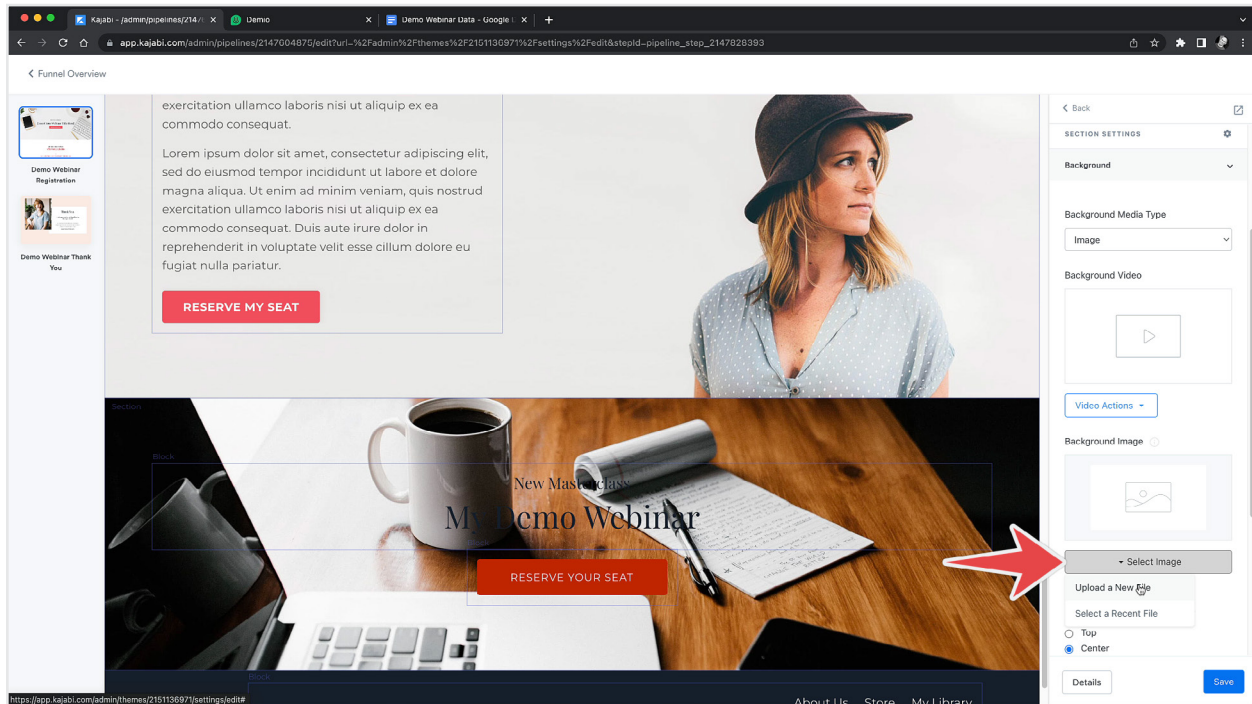 Kajabi - /admin/pipelines/2147
Demio
Demo Webinar Data - Google
app.kajabi.com/admin/pipelines/2147604875/edit?url=%2Fadmin%2Fthemes%2F2151136971%2Fsettings%2Fedit&stepId=pipeline_step_2147828393
Funnel Overview
Demo Webinar
Registration
Thank You
Demo Webinar Thank
You
exercitation ullamco laboris nisi ut aliquip ex ea
commodo consequat.
Lorem ipsum dolor sit amet, consectetur adipiscing elit,
sed do eiusmod tempor incididunt ut labore et dolore
magna aliqua. Ut enim ad minim veniam, quis nostrud
exercitation ullamco laboris nisi ut aliquip ex ea
commodo consequat. Duis aute irure dolor in
reprehenderit in voluptate velit esse cillum dolore eu
fugiat nulla pariatur.
RESERVE MY SEAT
Section
Block
New Masterclass
My Demo Webinar
RESERVE YOUR SEAT
Block
About Us Store My Library
https://app.kajabi.com/admin/themes/2151136971/settings/edit#
Back
SECTION SETTINGS
Background
Background Media Type
Image
Background Video
Video Actions
Background Image
Select Image
Upload a New File
Select a Recent File
Top
Center
Details
Save